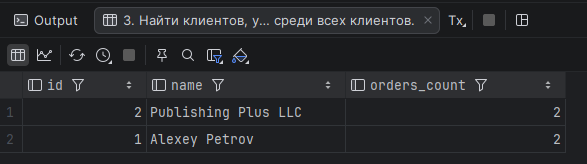 Output 3. Найти клиентов, у... среди всех клиентов. Tx
id name orders_count
1 2 Publishing Plus LLC 2
2 1 Alexey Petrov 2